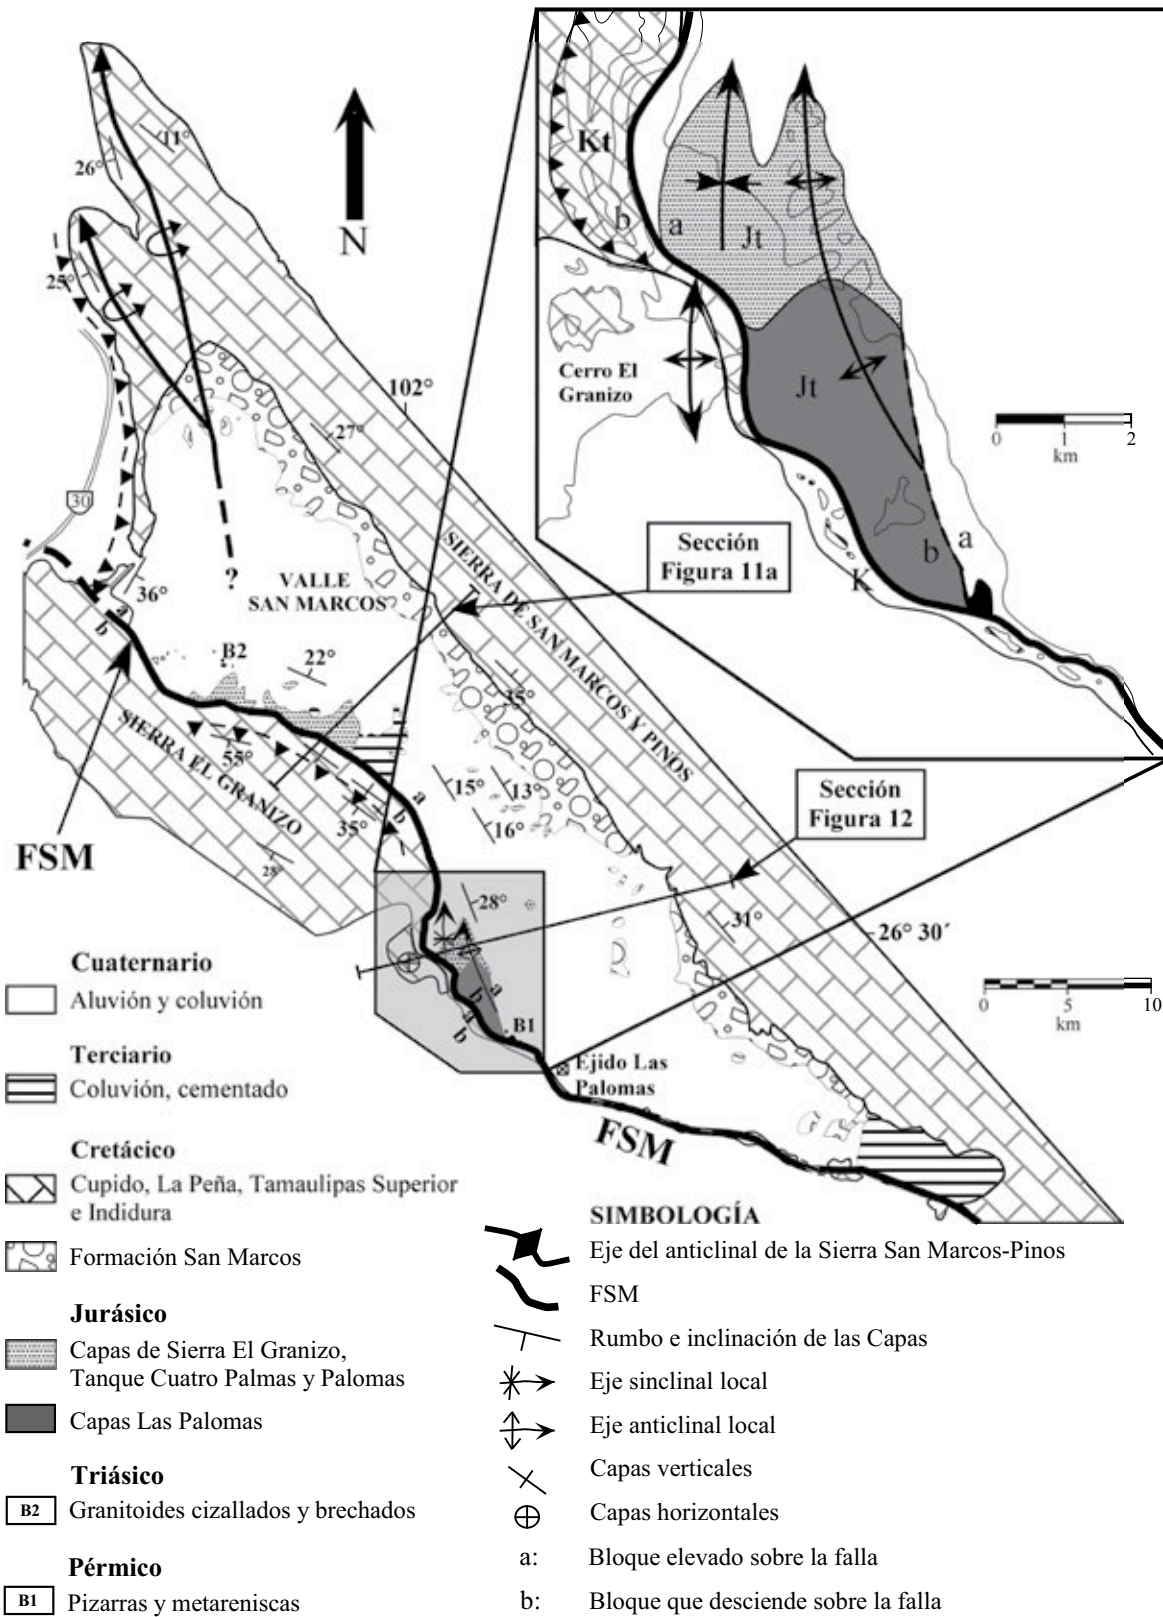 11°
26°
N
25°
102°
27°
30
36°
?
VALLE
SAN MARCOS
a
b
B2
22°
SIERRA DE SAN MARCOS Y PINOS
35°
SIERRA EL GRANIZO
55°
35°
28°
a
b
15°
13°
16°
FSM
28°
31°
26° 30´
a
b
a
b
B1
Ejido Las
Palomas
FSM
0 5 10
km
Sección
Figura 11a
Sección
Figura 12
Kt
b
a
Jt
Cerro El
Granizo
Jt
0 1 2
km
b
a
K
Cuaternario
Aluvión y coluvión
Terciario
Coluvión, cementado
Cretácico
Cupido, La Peña, Tamaulipas Superior
e Indidura
Formación San Marcos
Jurásico
Capas de Sierra El Granizo,
Tanque Cuatro Palmas y Palomas
Capas Las Palomas
Triásico
B2 Granitoides cizallados y brechados
Pérmico
B1 Pizarras y metareniscas
SIMBOLOGÍA
Eje del anticlinal de la Sierra San Marcos-Pinos
FSM
Rumbo e inclinación de las Capas
Eje sinclinal local
Eje anticlinal local
Capas verticales
Capas horizontales
a: Bloque elevado sobre la falla
b: Bloque que desciende sobre la falla